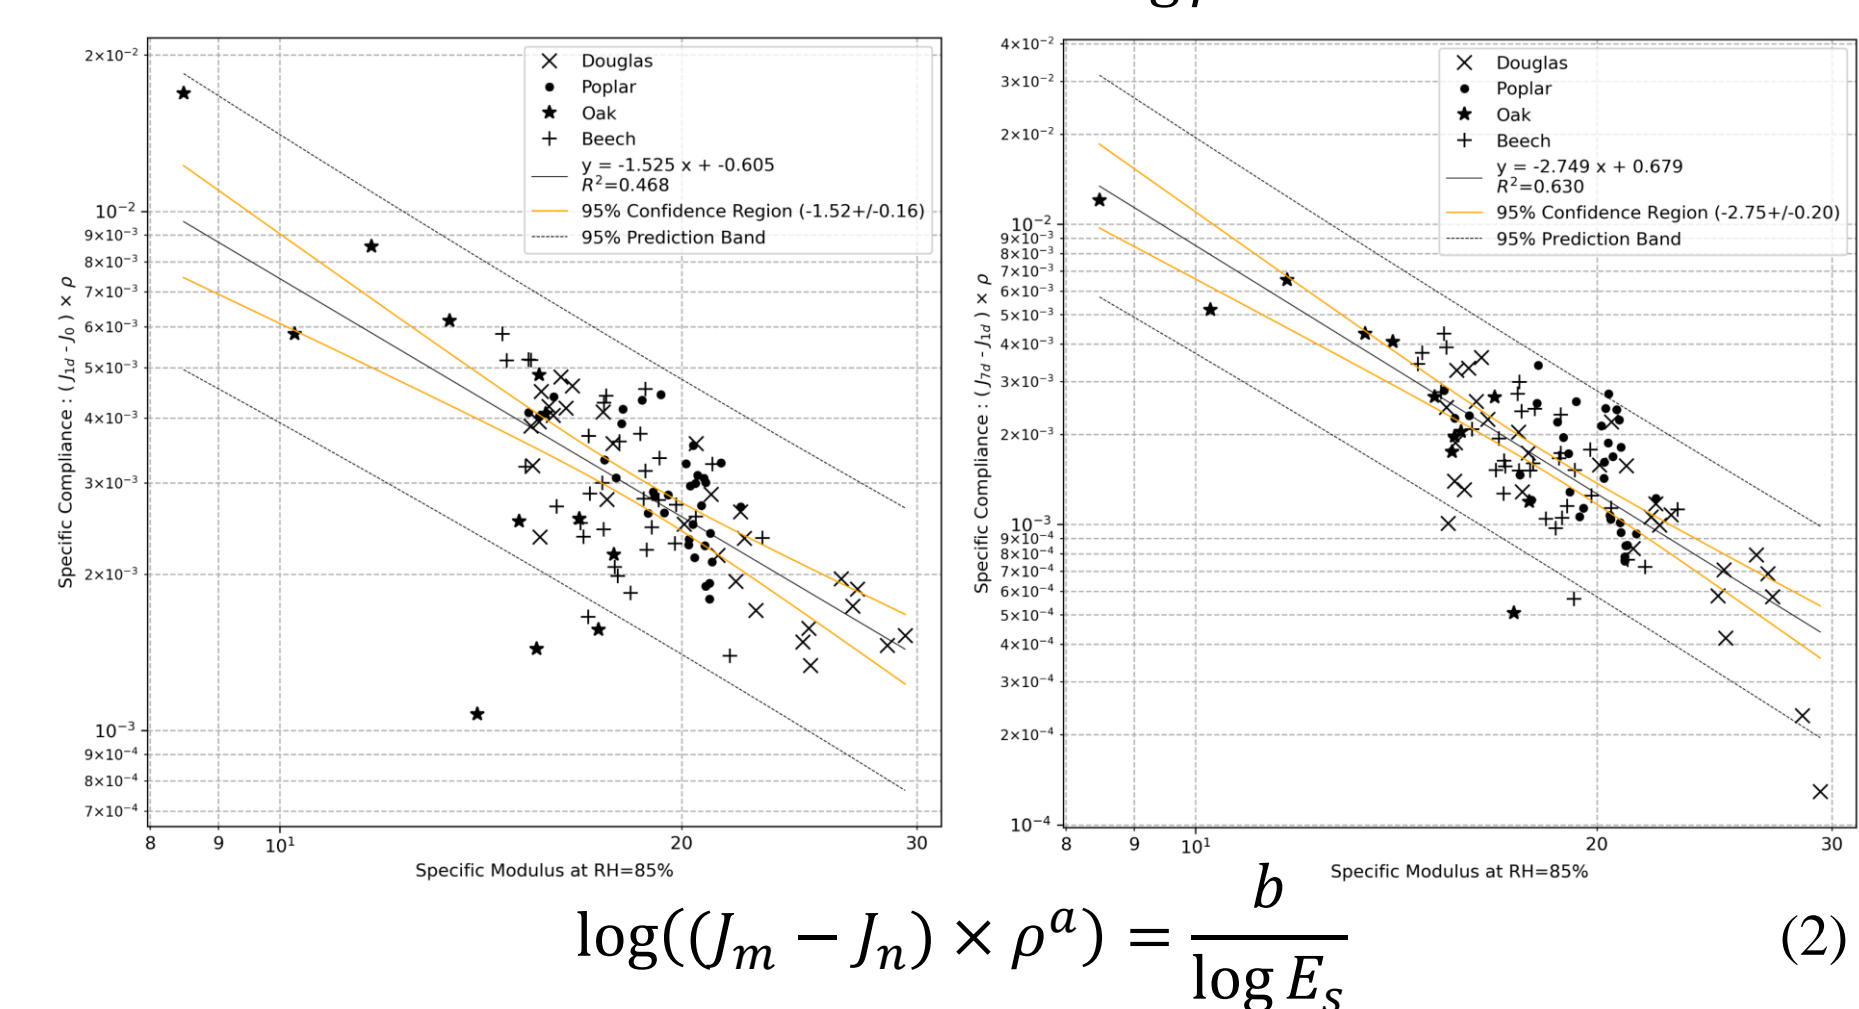 g ρ
2×10⁻²
10⁻²
9×10⁻³
8×10⁻³
7×10⁻³
6×10⁻³
5×10⁻³
4×10⁻³
3×10⁻³
2×10⁻³
10⁻³
9×10⁻⁴
8×10⁻⁴
7×10⁻⁴
Specific Compliance : ( J₁d - J₀ ) × ρ
Douglas
Poplar
Oak
Beech
y = -1.525 x + -0.605
R²=0.468
95% Confidence Region (-1.52+/-0.16)
95% Prediction Band
8 9 10¹ 20 30
Specific Modulus at RH=85%
4×10⁻²
3×10⁻²
2×10⁻²
10⁻²
9×10⁻³
8×10⁻³
7×10⁻³
6×10⁻³
5×10⁻³
4×10⁻³
3×10⁻³
2×10⁻³
10⁻³
9×10⁻⁴
8×10⁻⁴
7×10⁻⁴
6×10⁻⁴
5×10⁻⁴
4×10⁻⁴
3×10⁻⁴
2×10⁻⁴
10⁻⁴
Specific Compliance : ( J₇d - J₁d ) × ρ
Douglas
Poplar
Oak
Beech
y = -2.749 x + 0.679
R²=0.630
95% Confidence Region (-2.75+/-0.20)
95% Prediction Band
8 9 10¹ 20 30
Specific Modulus at RH=85%
log((Jₘ − Jₙ) × ρᵃ) = b / log Eₛ (2)